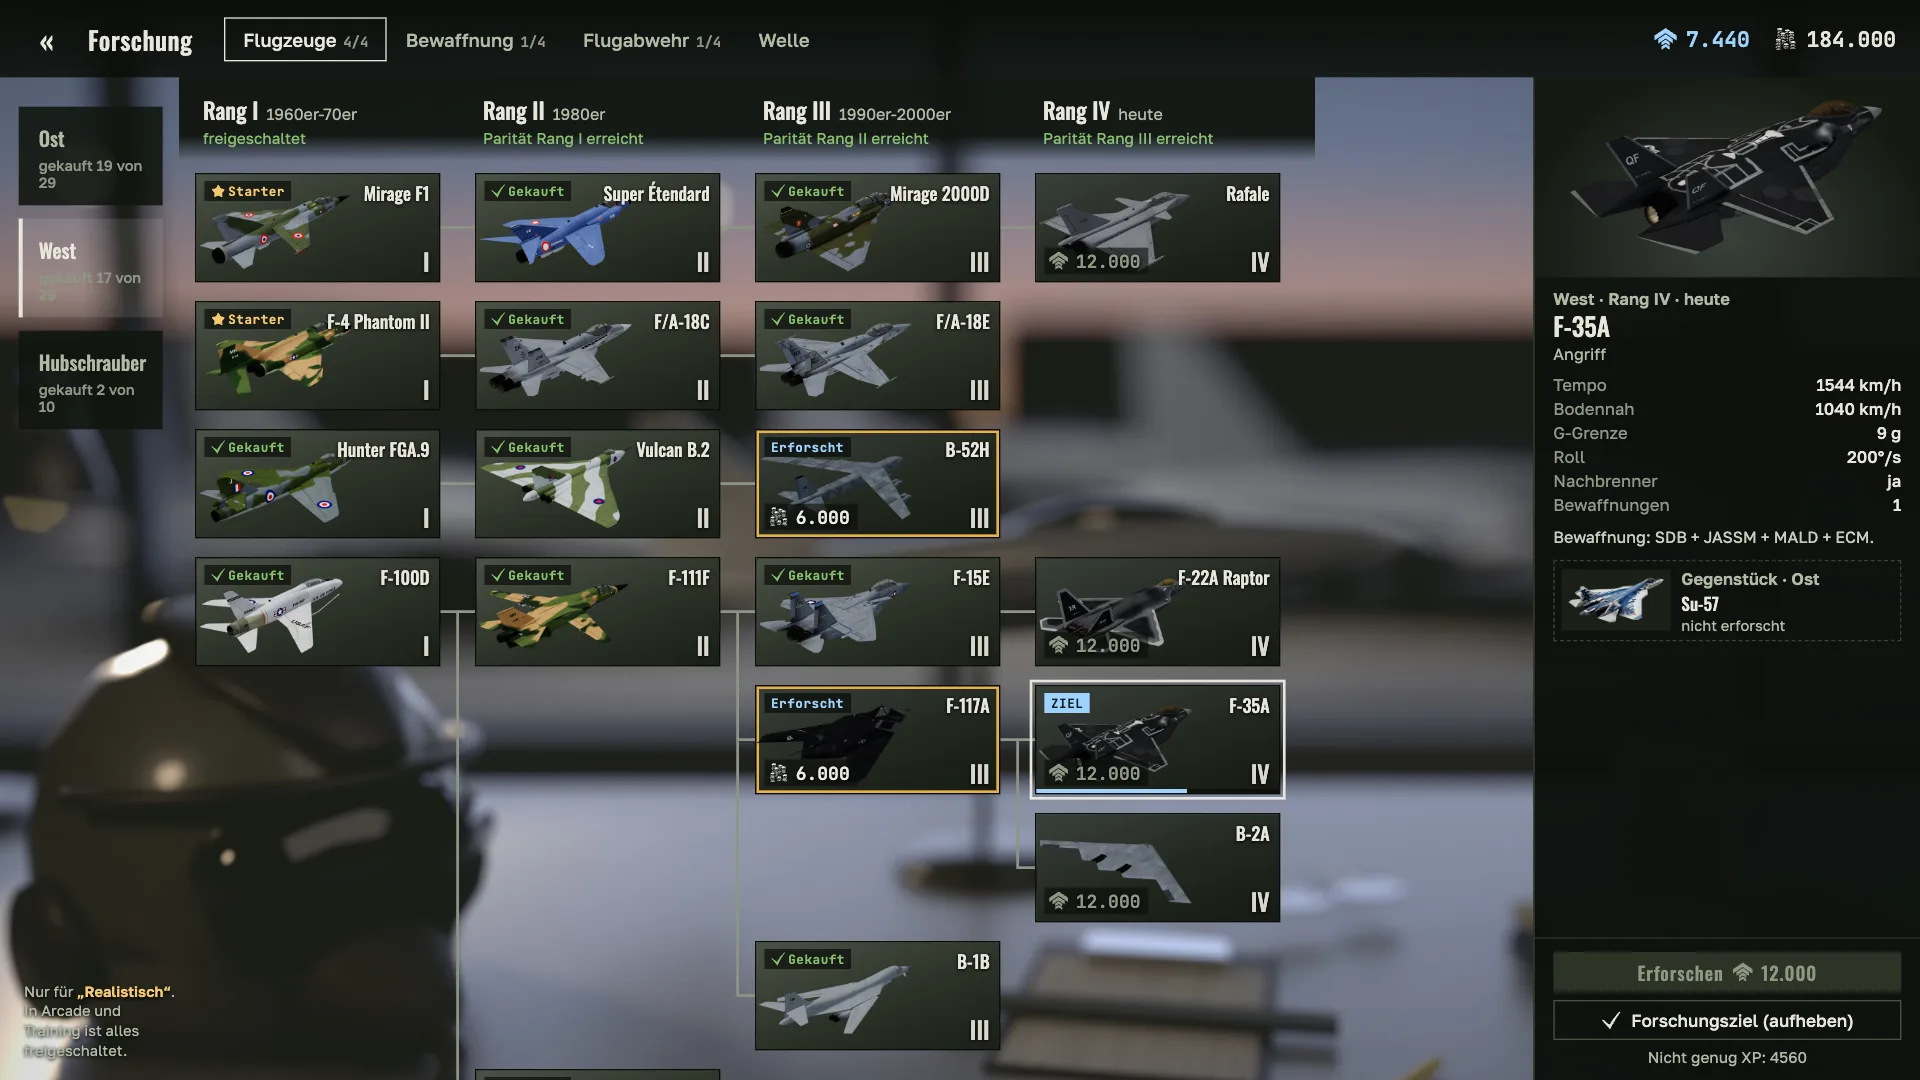 « Forschung
Flugzeuge 4/4
Bewaffnung 1/4
Flugabwehr 1/4
Welle
7.440
184.000
Ost
gekauft 19 von
29
West
gekauft 17 von
29
Hubschrauber
gekauft 2 von
10
Rang I 1960er-70er
freigeschaltet
Rang II 1980er
Parität Rang I erreicht
Rang III 1990er-2000er
Parität Rang II erreicht
Rang IV heute
Parität Rang III erreicht
Starter Mirage F1
I
Gekauft Super Étendard
II
Gekauft Mirage 2000D
III
Rafale
12.000 IV
Starter F-4 Phantom II
I
Gekauft F/A-18C
II
Gekauft F/A-18E
III
Gekauft Hunter FGA.9
I
Gekauft Vulcan B.2
II
Erforscht B-52H
6.000 III
Gekauft F-100D
I
Gekauft F-111F
II
Gekauft F-15E
III
F-22A Raptor
12.000 IV
Erforscht F-117A
6.000 III
ZIEL F-35A
12.000 IV
B-2A
12.000 IV
Gekauft B-1B
III
Nur für „Realistisch“.
In Arcade und
Training ist alles
freigeschaltet.
West · Rang IV · heute
F-35A
Angriff
Tempo 1544 km/h
Bodennah 1040 km/h
G-Grenze 9 g
Roll 200°/s
Nachbrenner ja
Bewaffnungen 1
Bewaffnung: SDB + JASSM + MALD + ECM.
Gegenstück · Ost
Su-57
nicht erforscht
Erforschen 12.000
Forschungsziel (aufheben)
Nicht genug XP: 4560